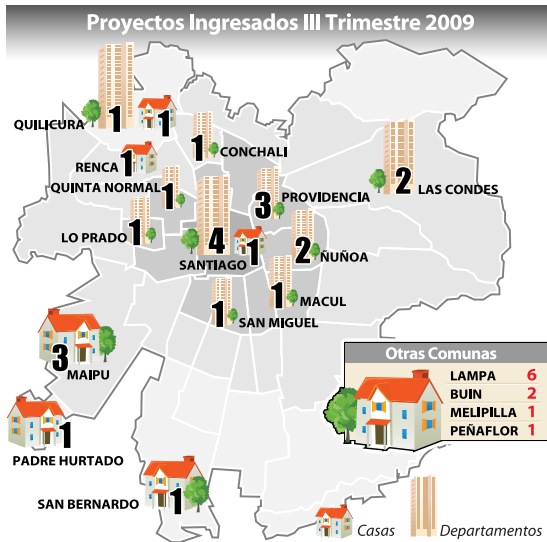 Proyectos Ingresados III Trimestre 2009
1
QUILICURA
1
1
CONCHALI
1
RENCA
QUINTA NORMAL
1
3
PROVIDENCIA
2
LAS CONDES
1
LO PRADO
4
SANTIAGO
1
2
ÑUÑOA
1
MACUL
1
SAN MIGUEL
3
MAIPU
Otras Comunas
LAMPA 6
BUIN 2
MELIPILLA 1
PEÑAFLOR 1
1
PADRE HURTADO
1
SAN BERNARDO
Casas
Departamentos